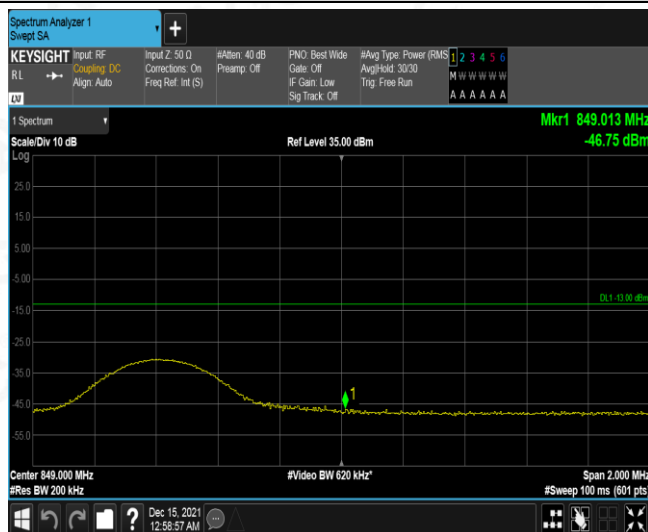 Spectrum Analyzer 1
Swept SA
KEYSIGHT
RL
LXI
Input: RF
Coupling: DC
Align: Auto
Input Z: 50 Ω
Corrections: On
Freq Ref: Int (S)
#Atten: 40 dB
Preamp: Off
PNO: Best Wide
Gate: Off
IF Gain: Low
Sig Track: Off
#Avg Type: Power (RMS
Avg|Hold: 30/30
Trig: Free Run
1 2 3 4 5 6
M W W W W W
A A A A A A
1 Spectrum
Scale/Div 10 dB
Log
Ref Level 35.00 dBm
Mkr1 849.013 MHz
-46.75 dBm
25.0
15.0
5.00
-5.00
DL1 -13.00 dBm
-15.0
-25.0
-35.0
-45.0
1
-55.0
Center 849.000 MHz
#Res BW 200 kHz
#Video BW 620 kHz*
Span 2.000 MHz
#Sweep 100 ms (601 pts)
?
Dec 15, 2021
12:58:57 AM